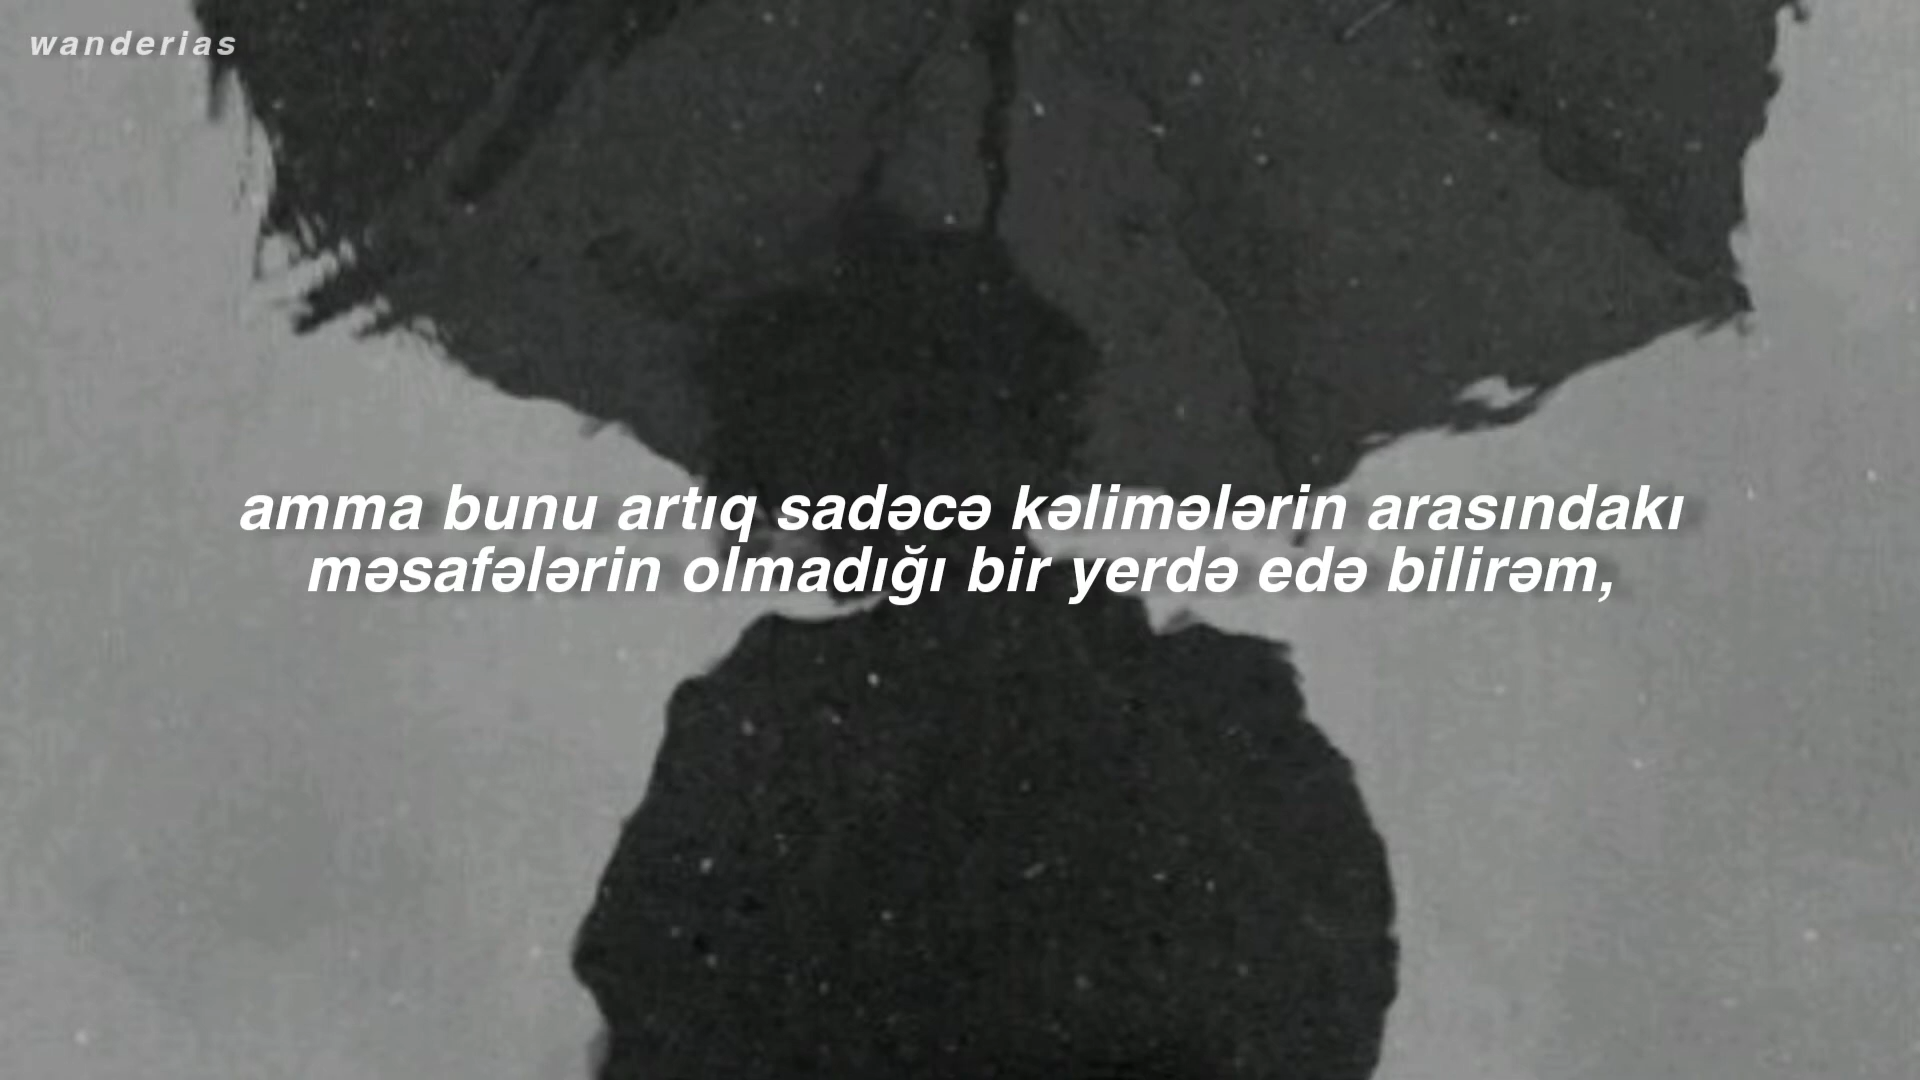 wanderias
amma bunu artıq sadəcə kəlimələrin arasındakı
məsafələrin olmadığı bir yerdə edə bilirəm,